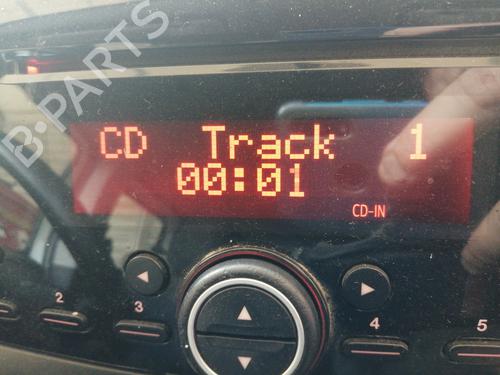 B-PARTS
CD Track 1
00:01
CD-IN
2
3
4
5